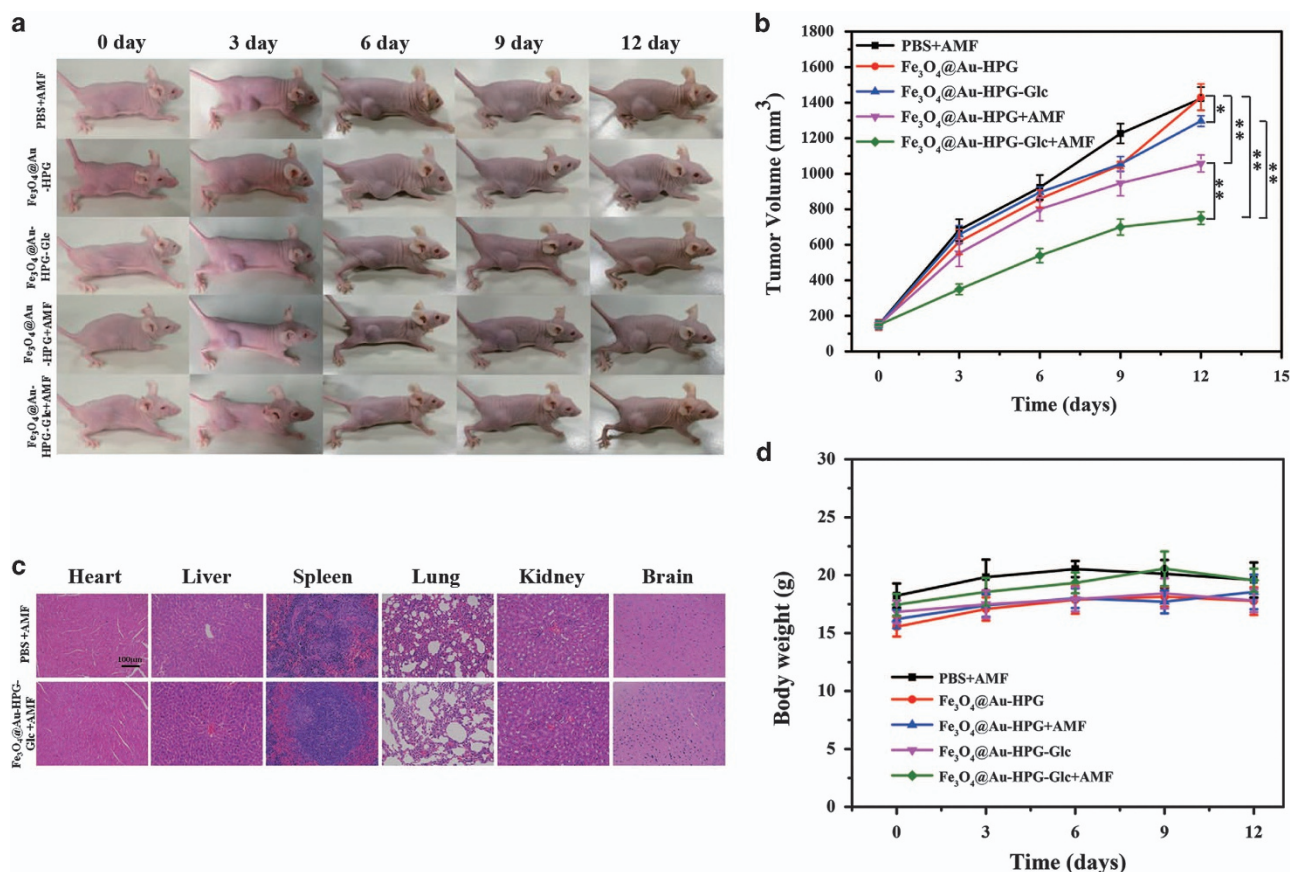 a
0 day 3 day 6 day 9 day 12 day
PBS+AMF
Fe₃O₄@Au
-HPG
Fe₃O₄@Au-
HPG-Glc
Fe₃O₄@Au
-HPG+AMF
Fe₃O₄@Au-
HPG-Glc+AMF
b
Tumor Volume (mm³)
1800
1600
1400
1200
1000
800
600
400
200
0
PBS+AMF
Fe₃O₄@Au-HPG
Fe₃O₄@Au-HPG-Glc
Fe₃O₄@Au-HPG+AMF
Fe₃O₄@Au-HPG-Glc+AMF
*
**
**
**
**
0 3 6 9 12 15
Time (days)
c
Heart Liver Spleen Lung Kidney Brain
PBS+AMF
100μm
Fe₃O₄@Au-HPG-
Glc+AMF
d
Body weight (g)
30
25
20
15
10
5
0
PBS+AMF
Fe₃O₄@Au-HPG
Fe₃O₄@Au-HPG+AMF
Fe₃O₄@Au-HPG-Glc
Fe₃O₄@Au-HPG-Glc+AMF
0 3 6 9 12
Time (days)